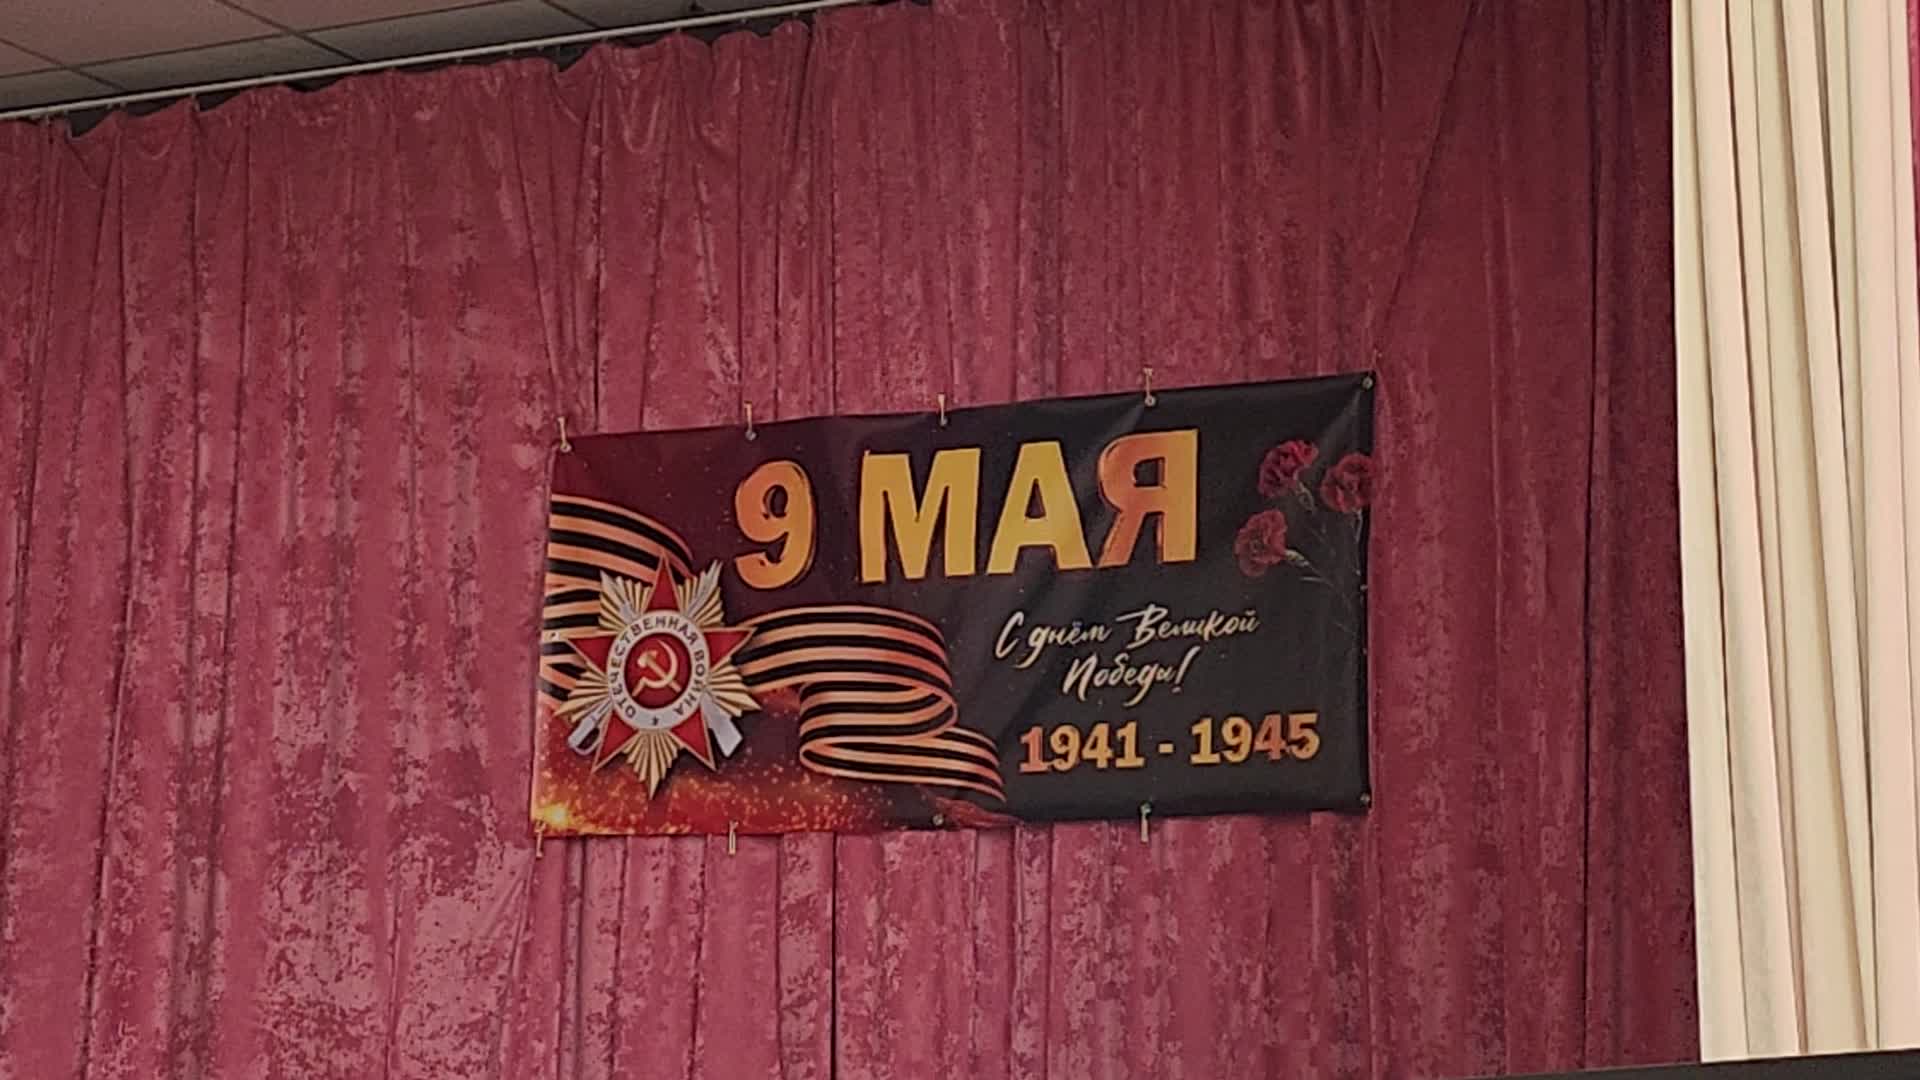 9 МАЯ
С днём Великой
Победы!
1941 - 1945
ОТЕЧЕСТВЕННАЯ ВОЙНА